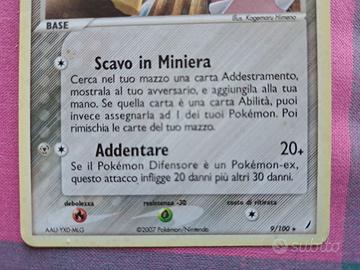 Illus. Kagemaru Himeno
BASE
Scavo in Miniera
Cerca nel tuo mazzo una carta Addestramento,
mostrala al tuo avversario, e aggiungila alla tua
mano. Se quella carta è una carta Abilità, puoi
invece assegnarla ad 1 dei tuoi Pokémon. Poi
rimischia le carte del tuo mazzo.
Addentare 20+
Se il Pokémon Difensore è un Pokémon-ex,
questo attacco infligge 20 danni più altri 30 danni.
debolezza resistenza -30 costo di ritirata
AAU-YXD-MLG ©2007 Pokémon/Nintendo 9/100 ★
subito